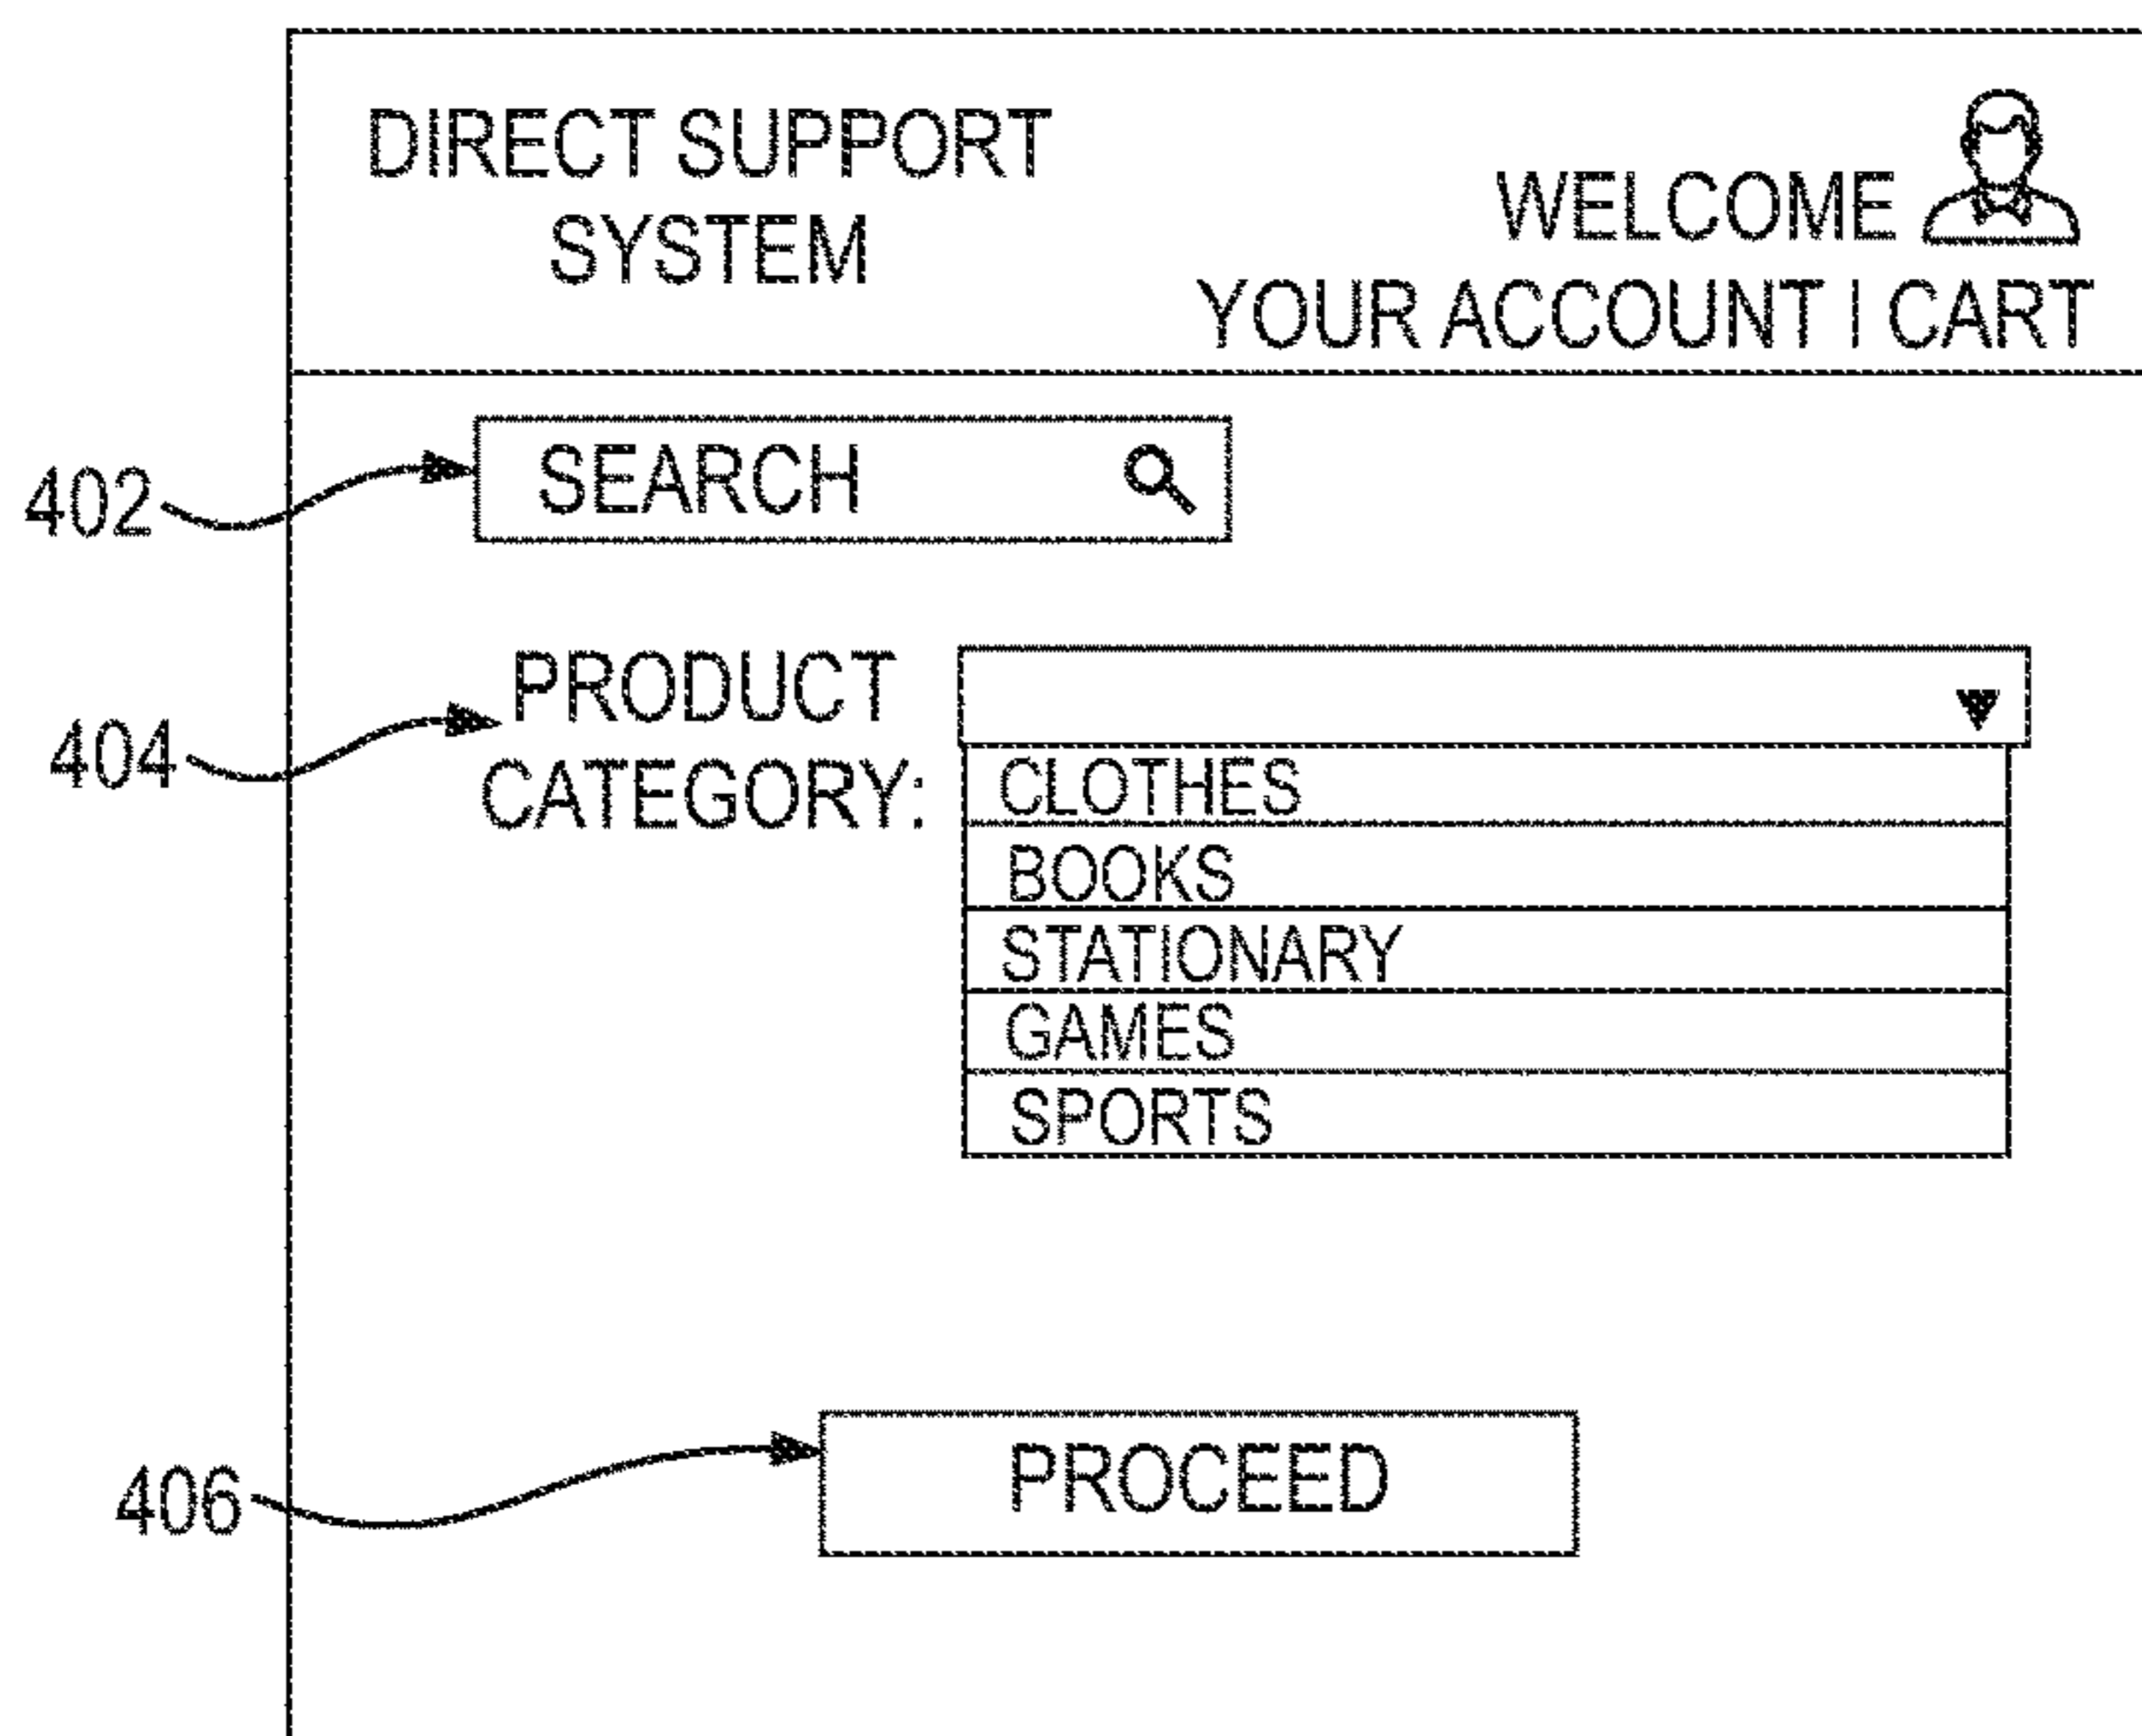 DIRECT SUPPORT
SYSTEM
WELCOME
YOUR ACCOUNT | CART
402
SEARCH
404
PRODUCT
CATEGORY:
CLOTHES
BOOKS
STATIONARY
GAMES
SPORTS
406
PROCEED